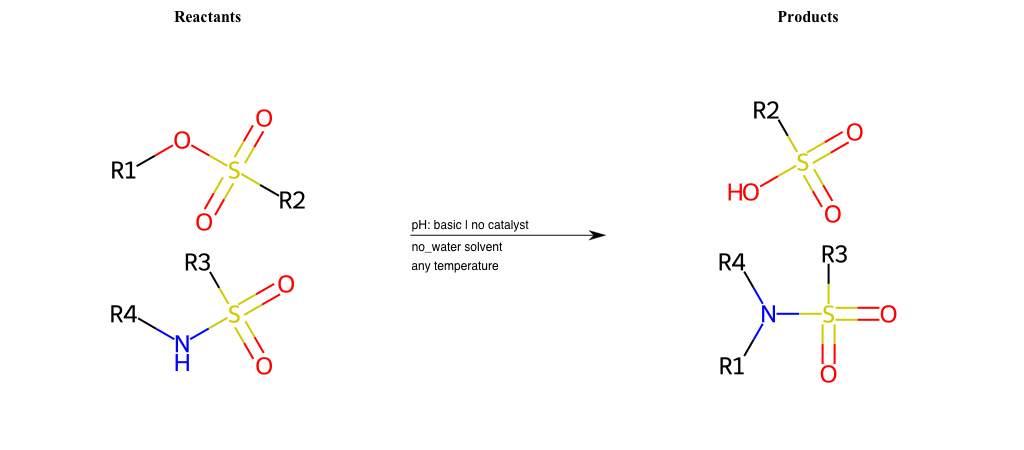 Reactants
Products
O
O
R1
S
R2
O
R3
O
R4
S
N
H
O
pH: basic | no catalyst
no_water solvent
any temperature
R2
O
S
HO
O
R4
R3
N
S
O
R1
O